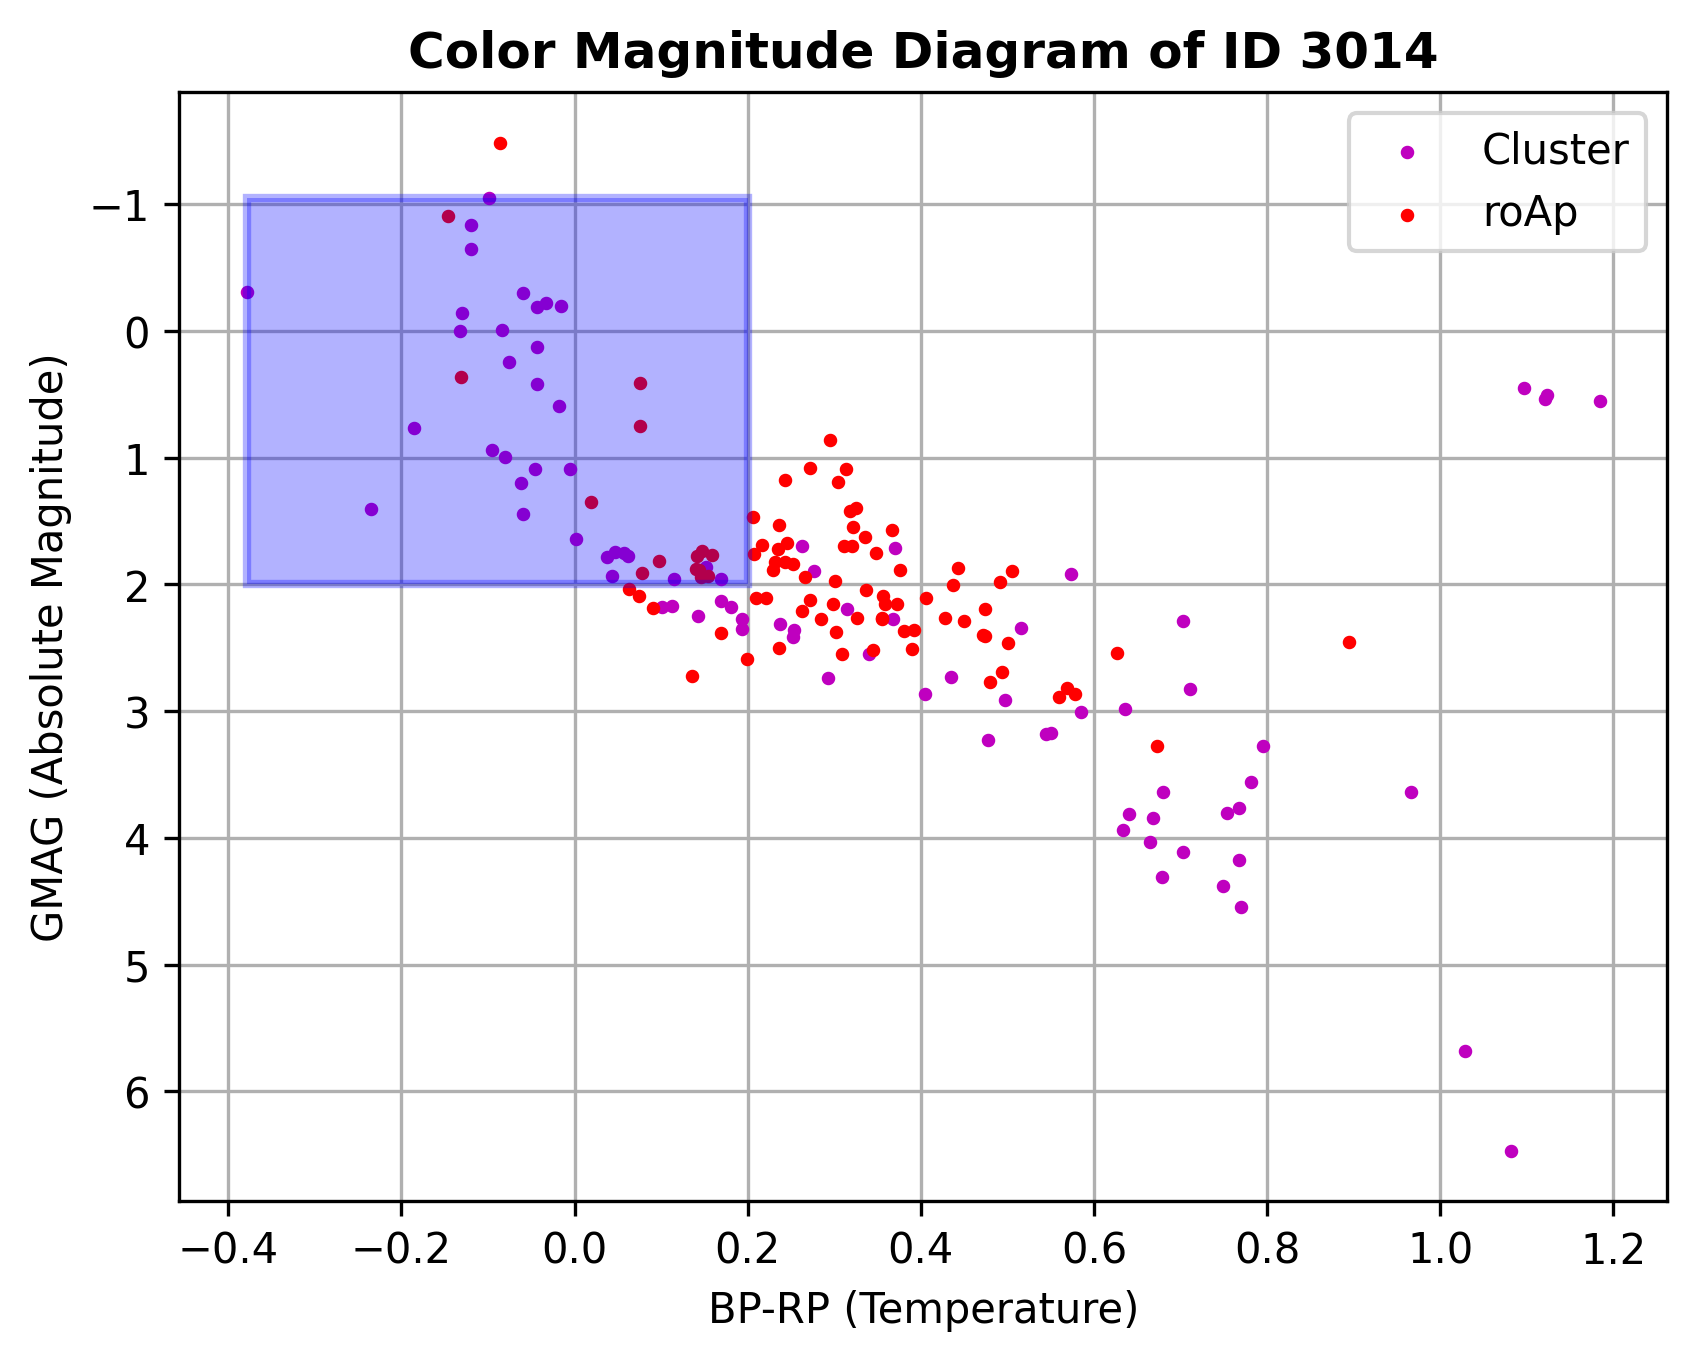 Color Magnitude Diagram of ID 3014
Cluster
roAp
−1
0
1
2
3
4
5
6
GMAG (Absolute Magnitude)
−0.4 −0.2 0.0 0.2 0.4 0.6 0.8 1.0 1.2
BP-RP (Temperature)